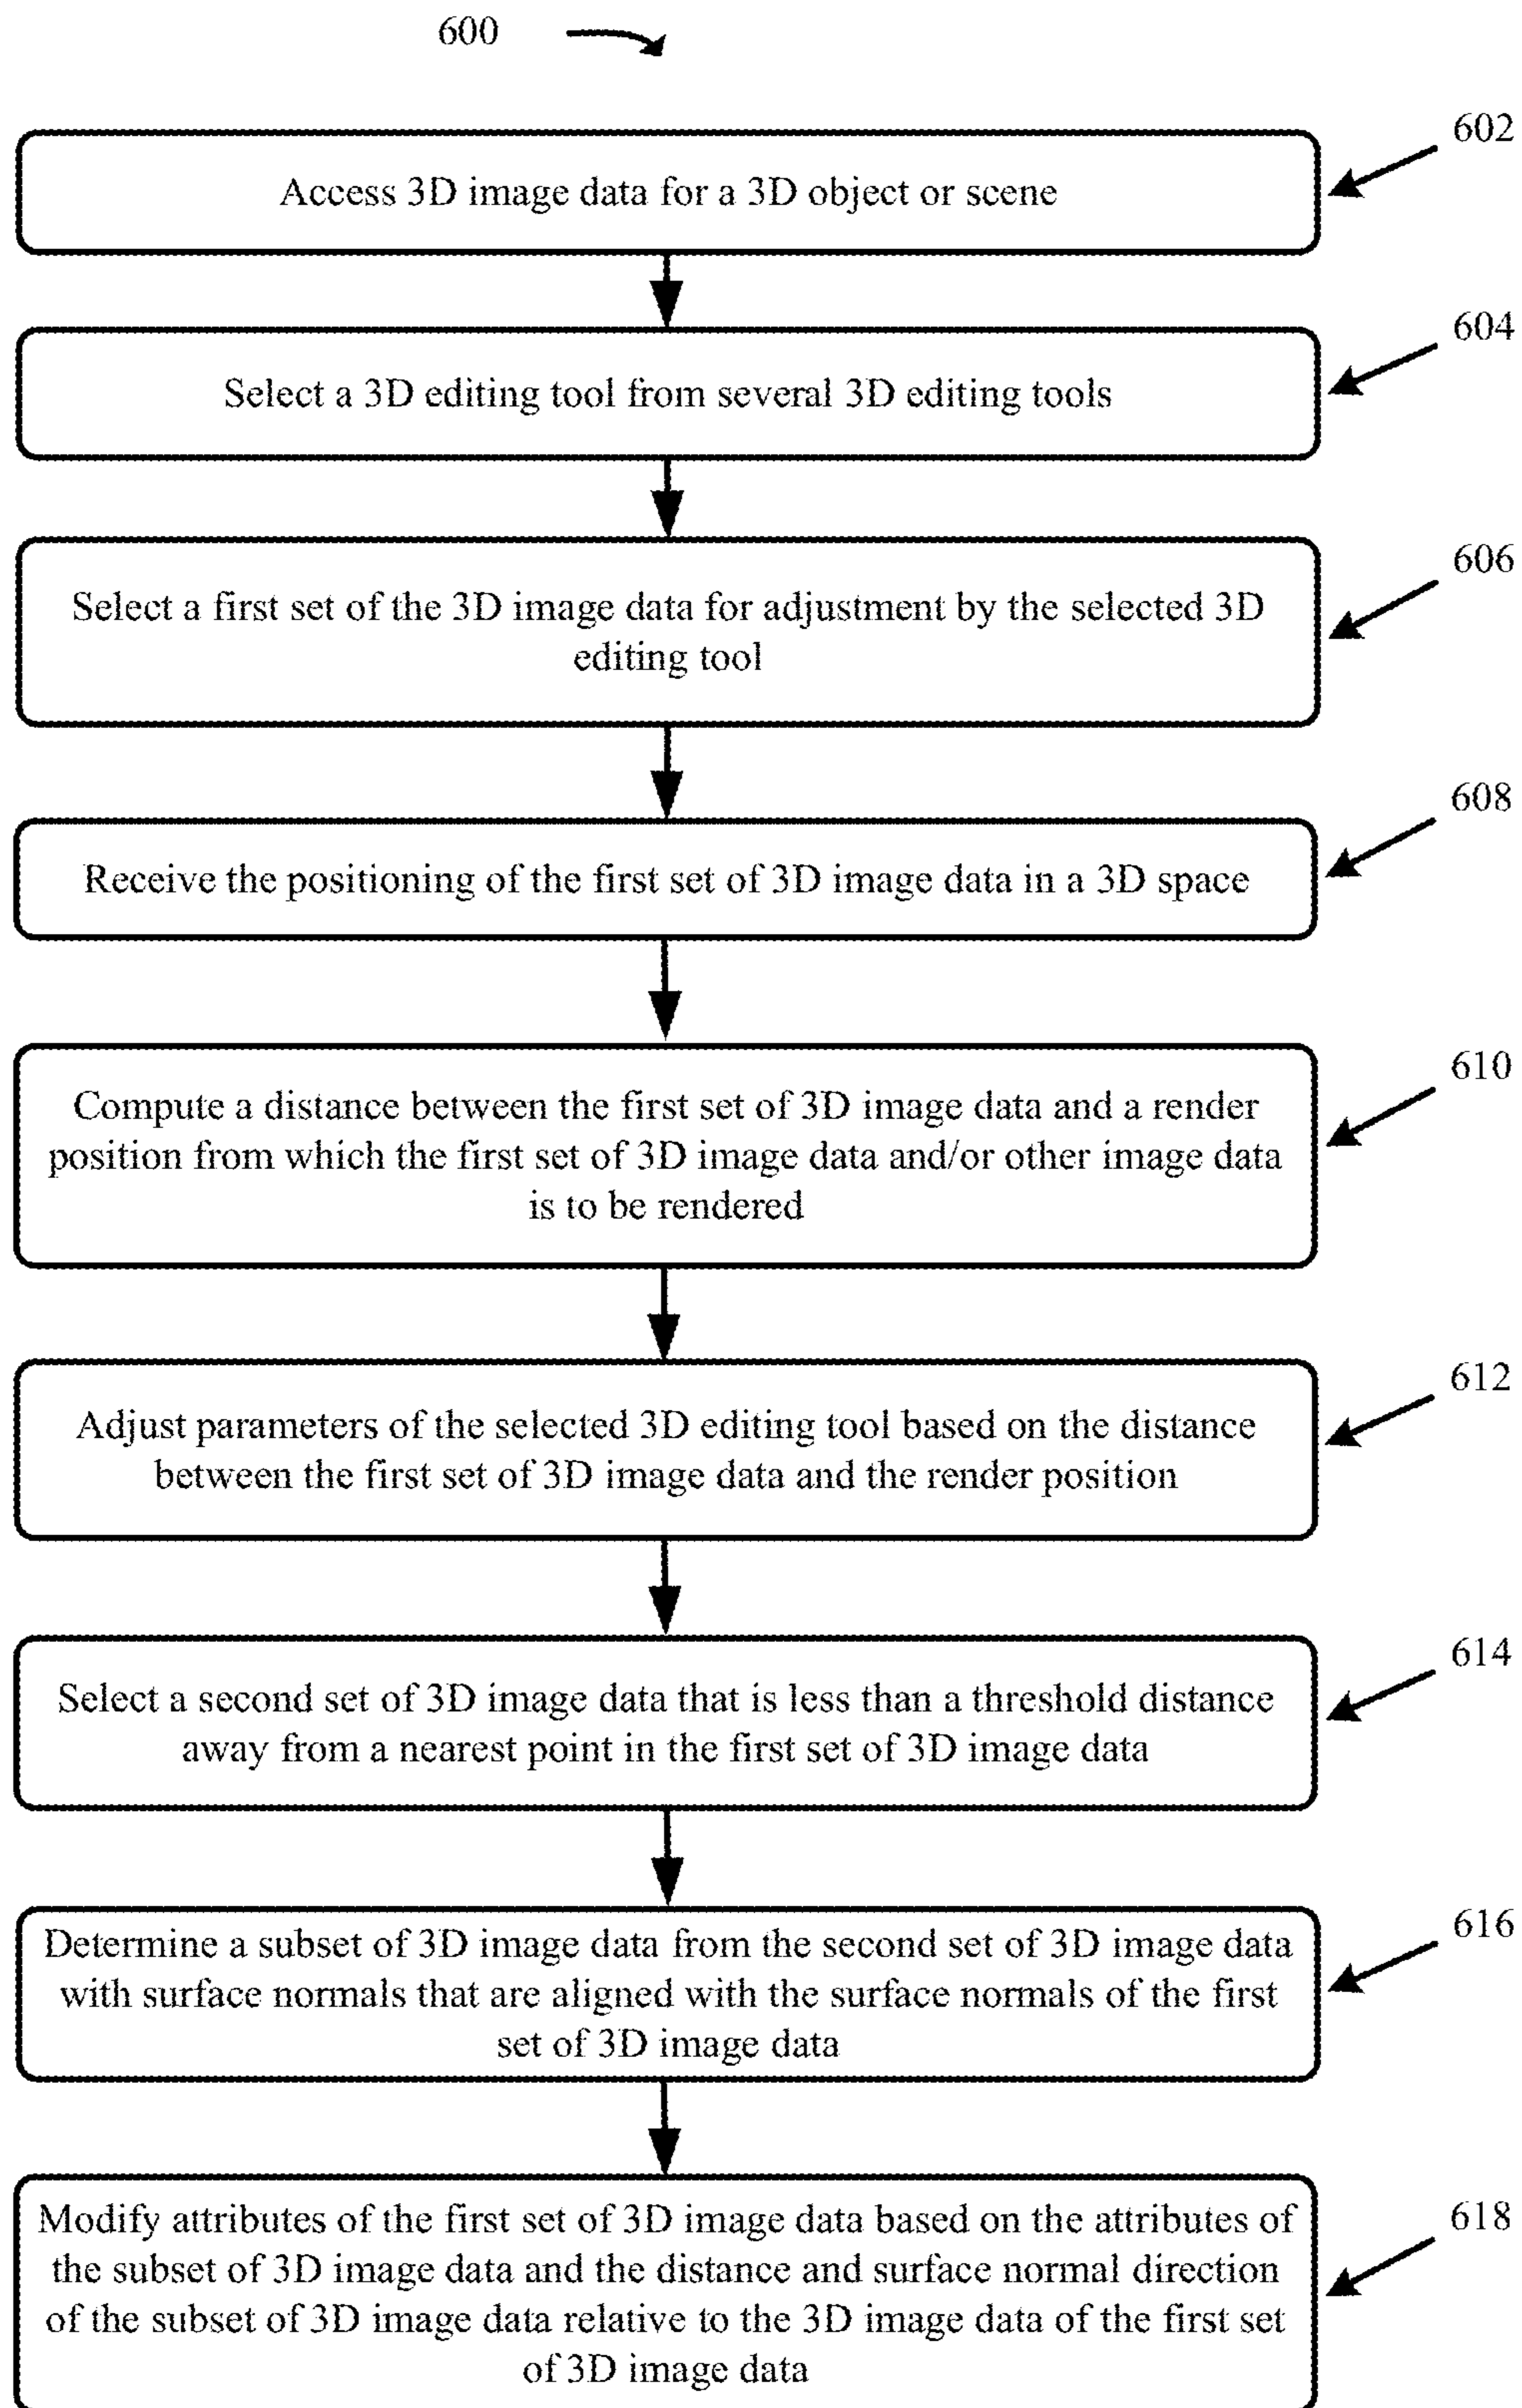 600
602
Access 3D image data for a 3D object or scene
604
Select a 3D editing tool from several 3D editing tools
606
Select a first set of the 3D image data for adjustment by the selected 3D
editing tool
608
Receive the positioning of the first set of 3D image data in a 3D space
610
Compute a distance between the first set of 3D image data and a render
position from which the first set of 3D image data and/or other image data
is to be rendered
612
Adjust parameters of the selected 3D editing tool based on the distance
between the first set of 3D image data and the render position
614
Select a second set of 3D image data that is less than a threshold distance
away from a nearest point in the first set of 3D image data
616
Determine a subset of 3D image data from the second set of 3D image data
with surface normals that are aligned with the surface normals of the first
set of 3D image data
618
Modify attributes of the first set of 3D image data based on the attributes of
the subset of 3D image data and the distance and surface normal direction
of the subset of 3D image data relative to the 3D image data of the first set
of 3D image data